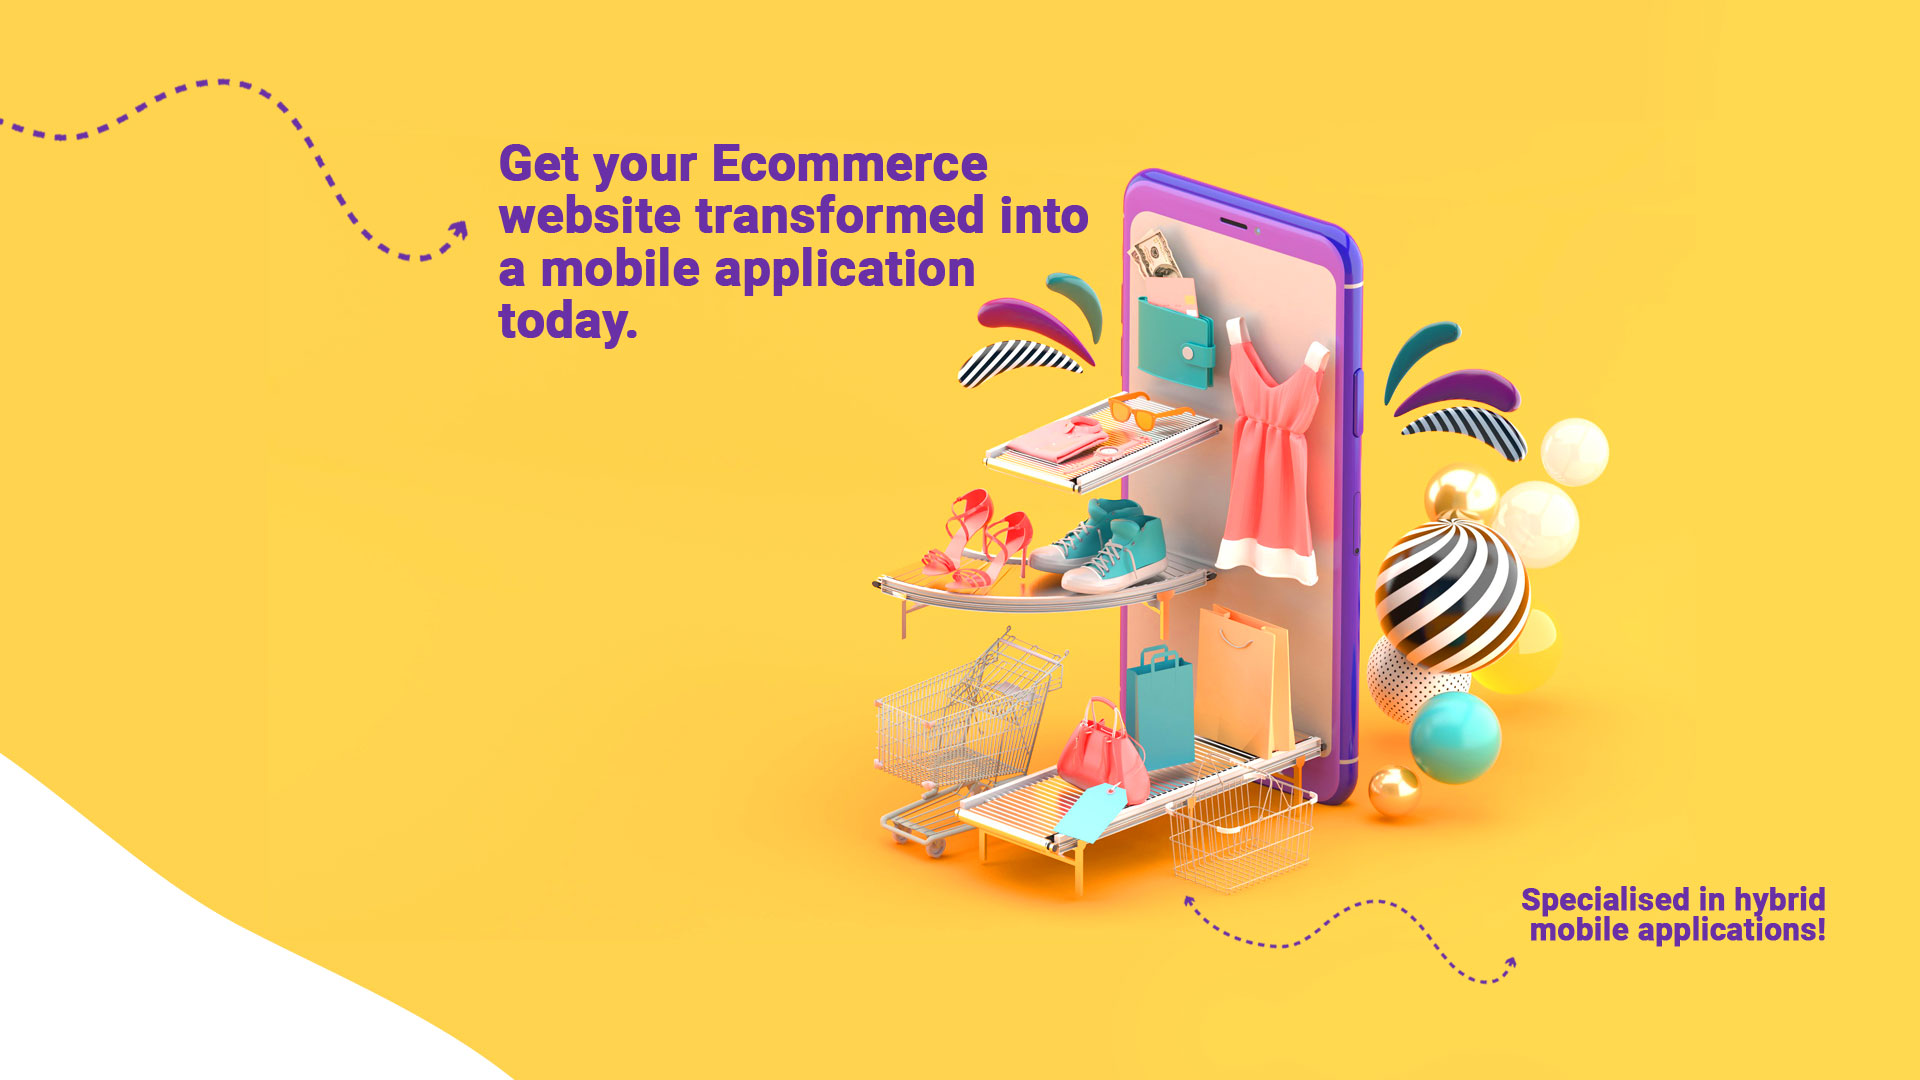 Get your Ecommerce
website transformed into
a mobile application
today.
Specialised in hybrid
mobile applications!